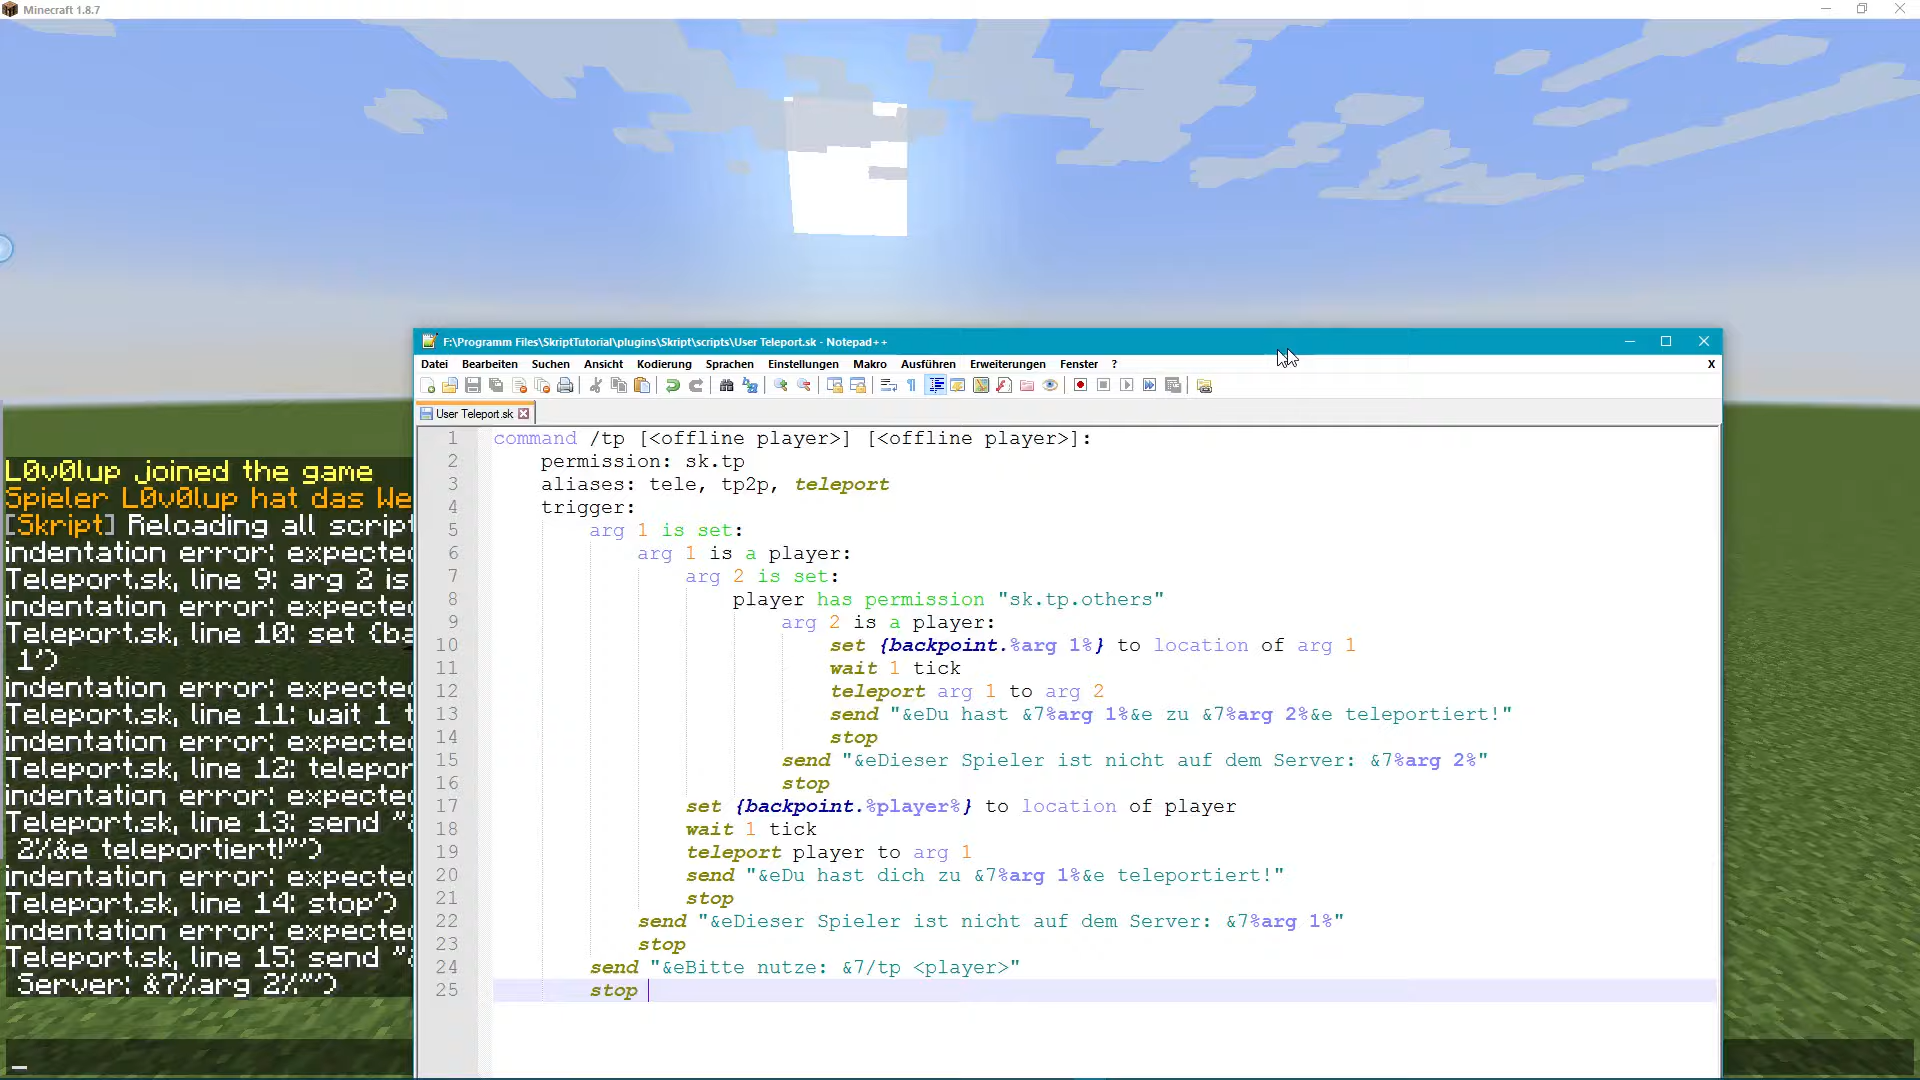 Minecraft 1.8.7
F:\Programm Files\SkriptTutorial\plugins\Skript\scripts\User Teleport.sk - Notepad++
Datei Bearbeiten Suchen Ansicht Kodierung Sprachen Einstellungen Makro Ausführen Erweiterungen Fenster ? X
User Teleport.sk
1 command /tp [<offline player>] [<offline player>]:
2 permission: sk.tp
3 aliases: tele, tp2p, teleport
4 trigger:
5 arg 1 is set:
6 arg 1 is a player:
7 arg 2 is set:
8 player has permission "sk.tp.others"
9 arg 2 is a player:
10 set {backpoint.%arg 1%} to location of arg 1
11 wait 1 tick
12 teleport arg 1 to arg 2
13 send "&eDu hast &7%arg 1%&e zu &7%arg 2%&e teleportiert!"
14 stop
15 send "&eDieser Spieler ist nicht auf dem Server: &7%arg 2%"
16 stop
17 set {backpoint.%player%} to location of player
18 wait 1 tick
19 teleport player to arg 1
20 send "&eDu hast dich zu &7%arg 1%&e teleportiert!"
21 stop
22 send "&eDieser Spieler ist nicht auf dem Server: &7%arg 1%"
23 stop
24 send "&eBitte nutze: &7/tp <player>"
25 stop
L0v0lup joined the game
Spieler L0v0lup hat das We
[Skript] Reloading all script
indentation error: expected
Teleport.sk, line 9: arg 2 is
indentation error: expected
Teleport.sk, line 10: set {ba
1')
indentation error: expected
Teleport.sk, line 11: wait 1 t
indentation error: expected
Teleport.sk, line 12: telepor
indentation error: expected
Teleport.sk, line 13: send "&
2%&e teleportiert!"')
indentation error: expected
Teleport.sk, line 14: stop')
indentation error: expected
Teleport.sk, line 15: send "&
Server: &7%arg 2%"')